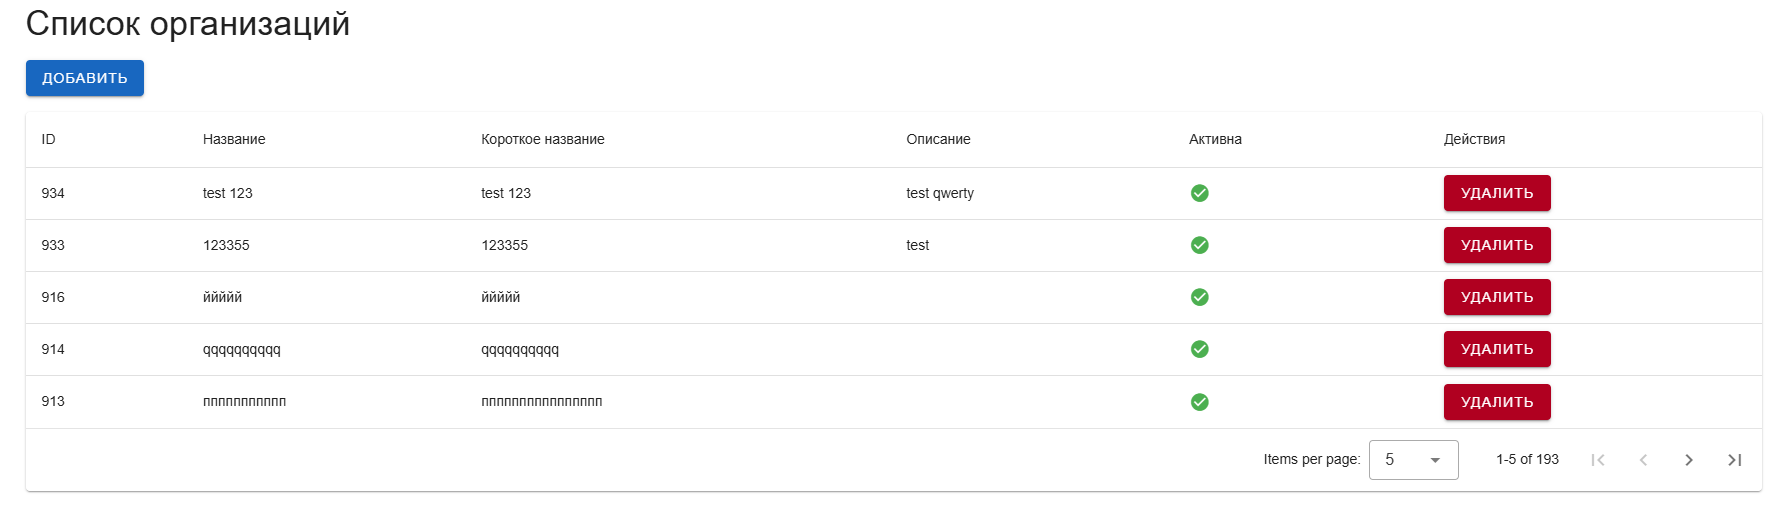 Список организаций
ДОБАВИТЬ
ID Название Короткое название Описание Активна Действия
934 test 123 test 123 test qwerty УДАЛИТЬ
933 123355 123355 test УДАЛИТЬ
916 ййййй ййййй УДАЛИТЬ
914 qqqqqqqqqq qqqqqqqqqq УДАЛИТЬ
913 ппппппппппп пппппппппппппппп УДАЛИТЬ
Items per page: 5 1-5 of 193